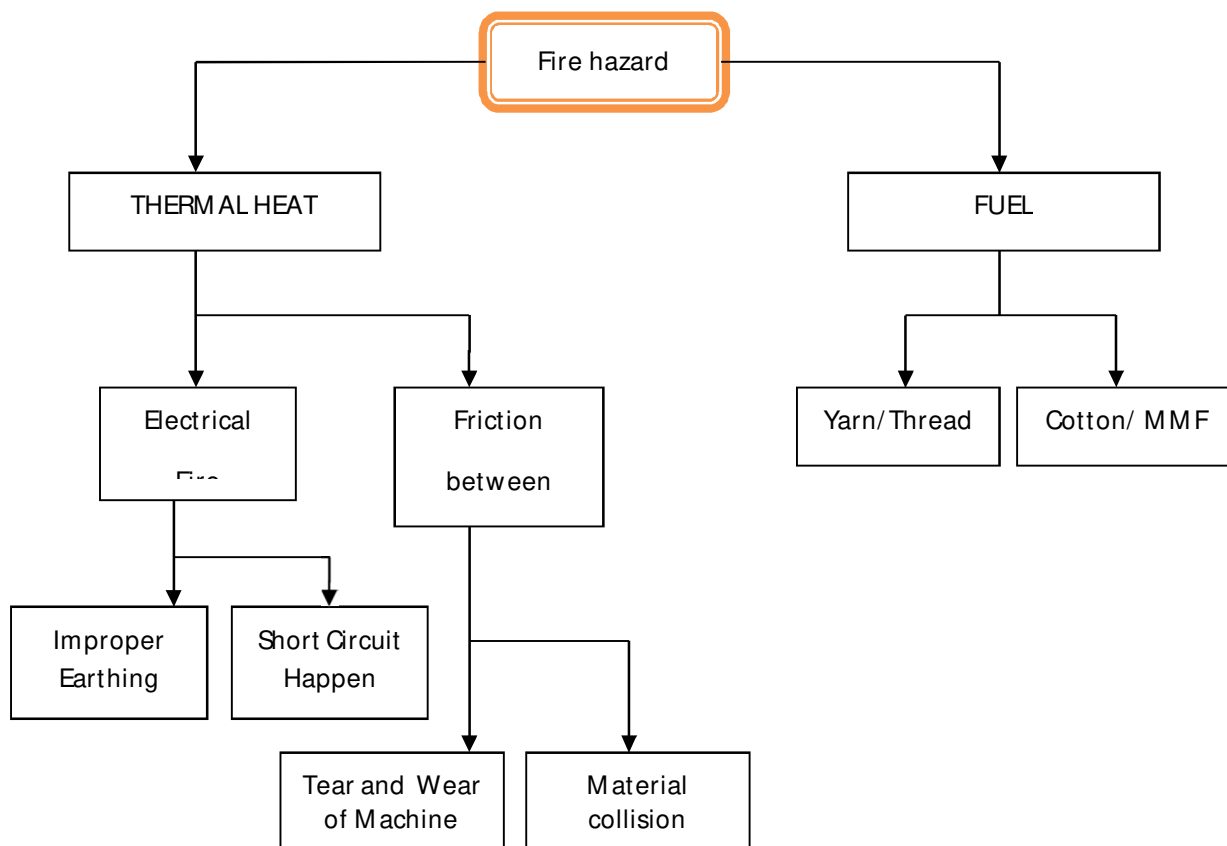 Fire hazard
THERMAL HEAT
FUEL
Electrical
Friction
between
Yarn/Thread
Cotton/ MMF
Improper
Earthing
Short Circuit
Happen
Tear and Wear
of Machine
Material
collision